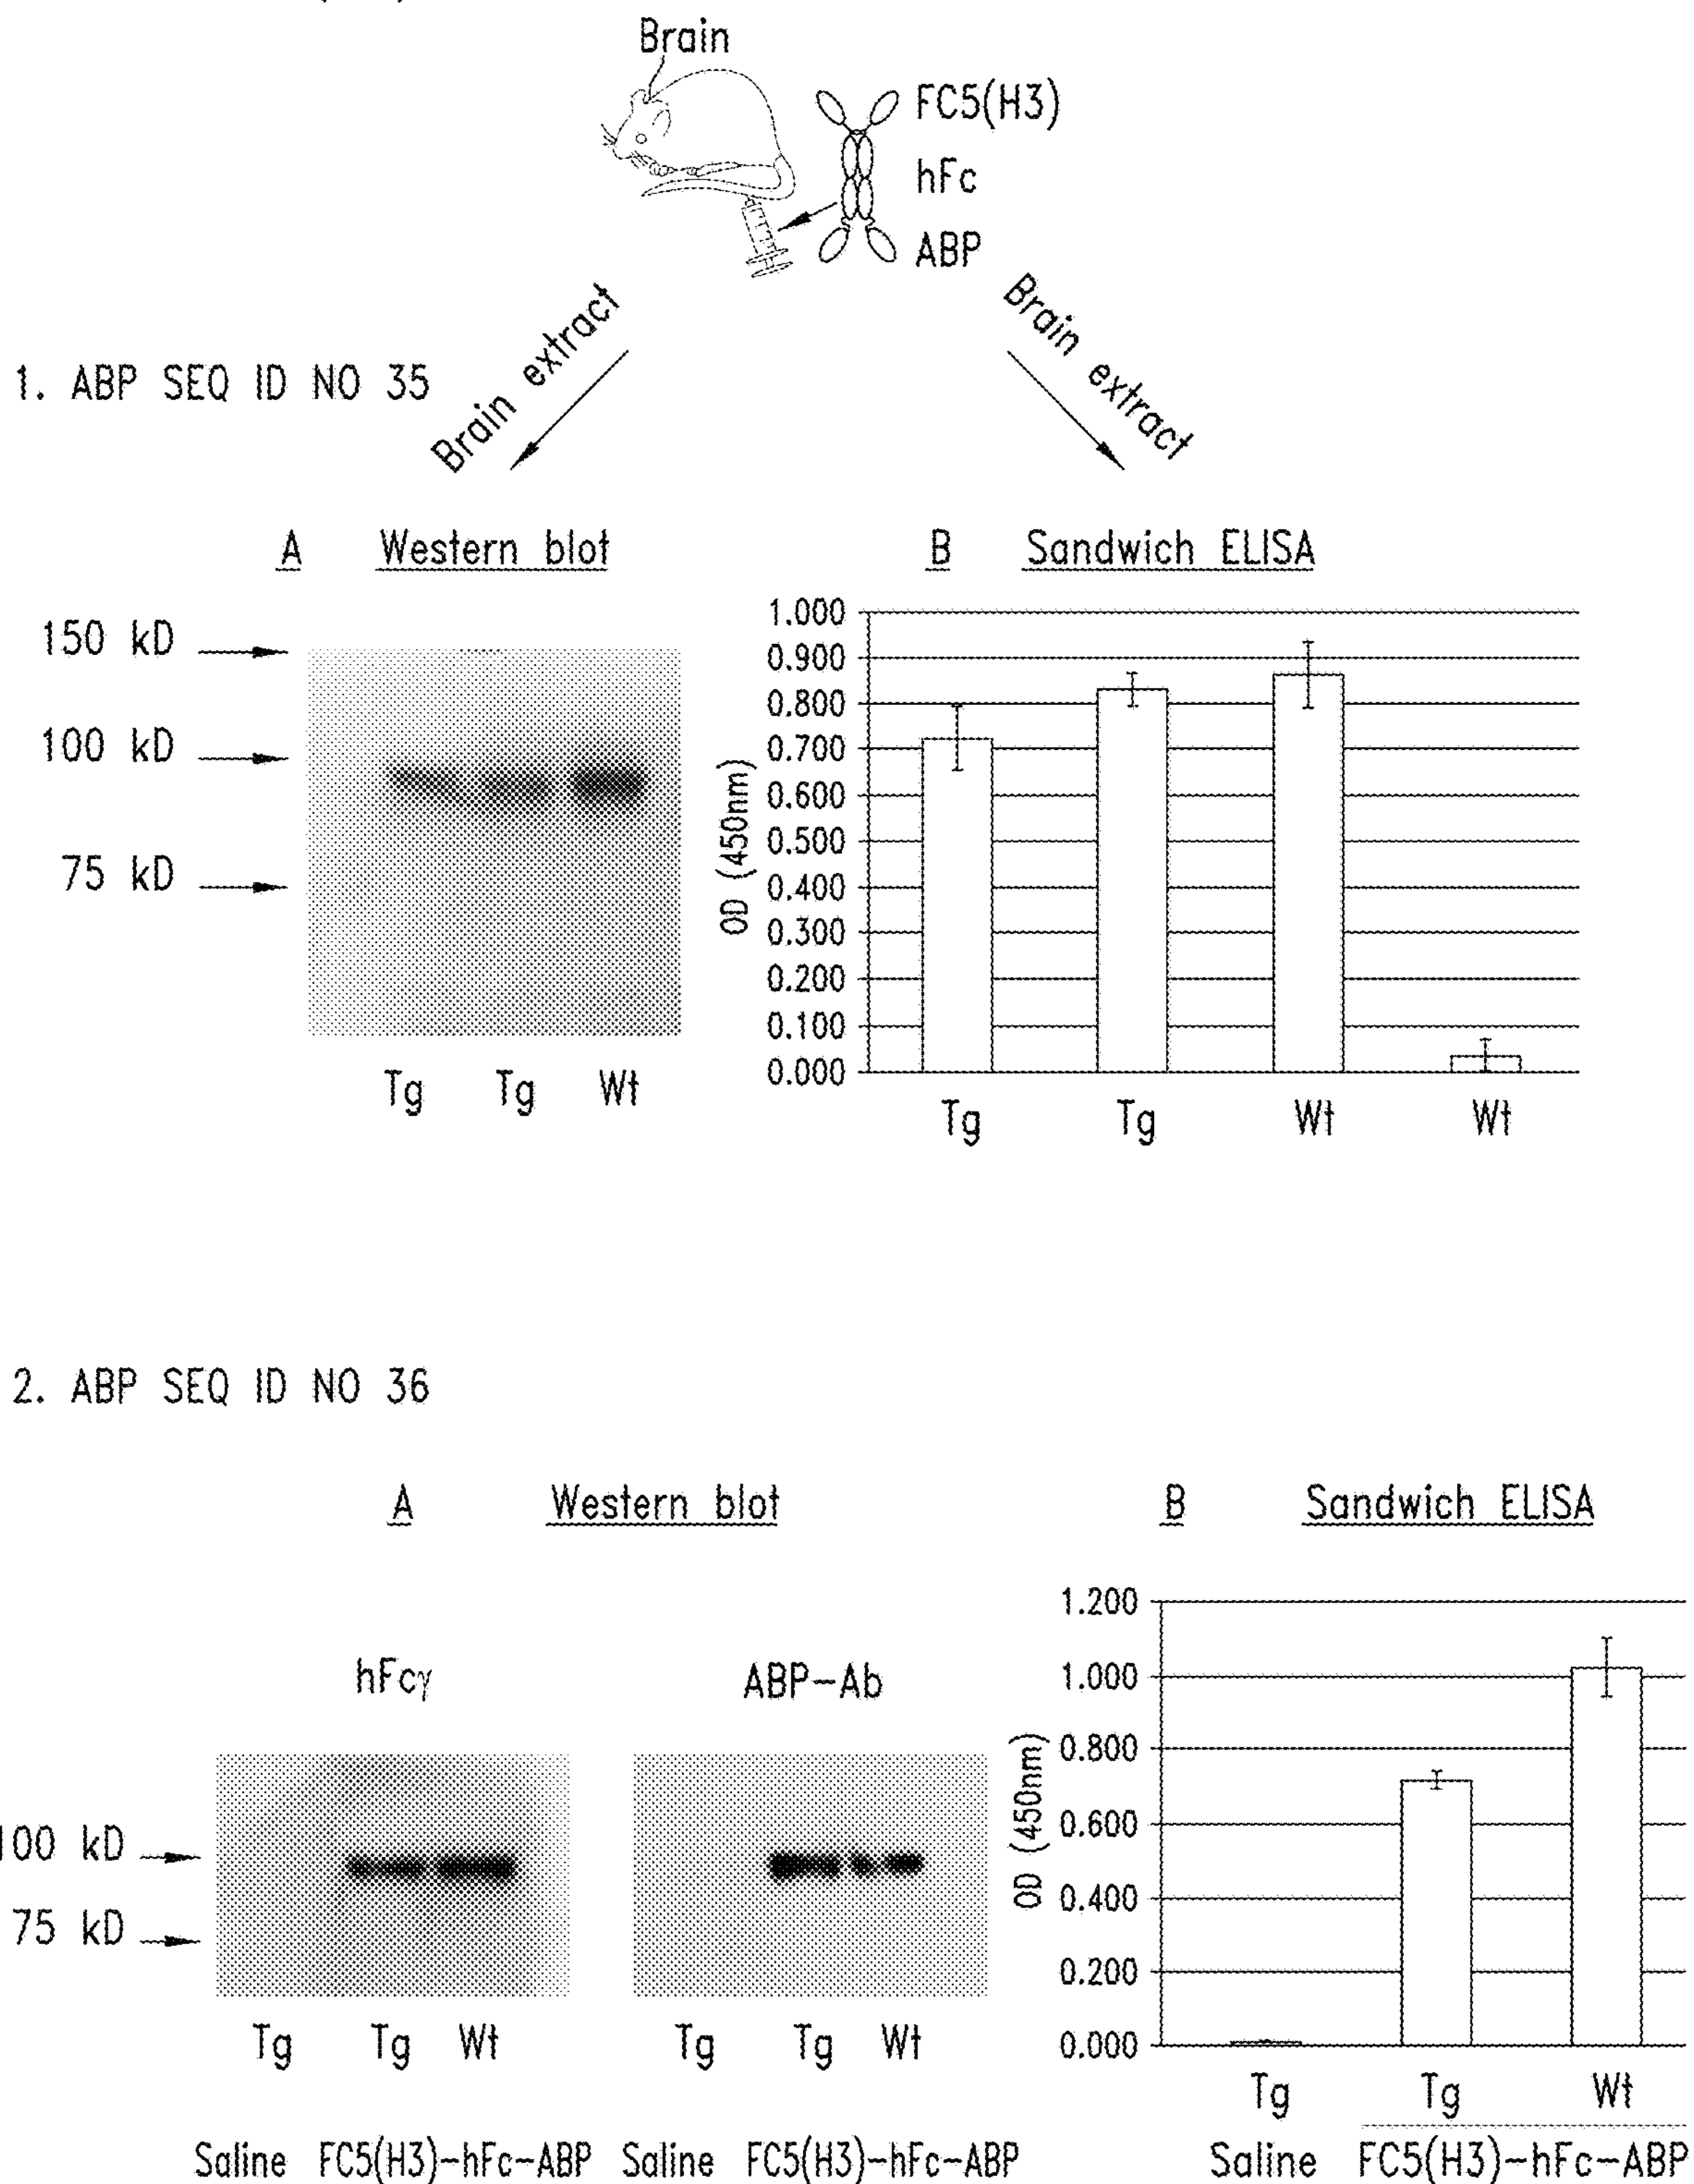 Brain
FC5(H3)
hFc
ABP
Brain extract
Brain extract
1. ABP SEQ ID NO 35
A Western blot
B Sandwich ELISA
150 kD
100 kD
75 kD
Tg Tg Wt
OD (450nm)
1.000
0.900
0.800
0.700
0.600
0.500
0.400
0.300
0.200
0.100
0.000
Tg Tg Wt Wt
2. ABP SEQ ID NO 36
A Western blot
B Sandwich ELISA
hFcγ
ABP-Ab
100 kD
75 kD
Tg Tg Wt
Saline FC5(H3)-hFc-ABP
Tg Tg Wt
Saline FC5(H3)-hFc-ABP
OD (450nm)
1.200
1.000
0.800
0.600
0.400
0.200
0.000
Tg Tg Wt
Saline FC5(H3)-hFc-ABP